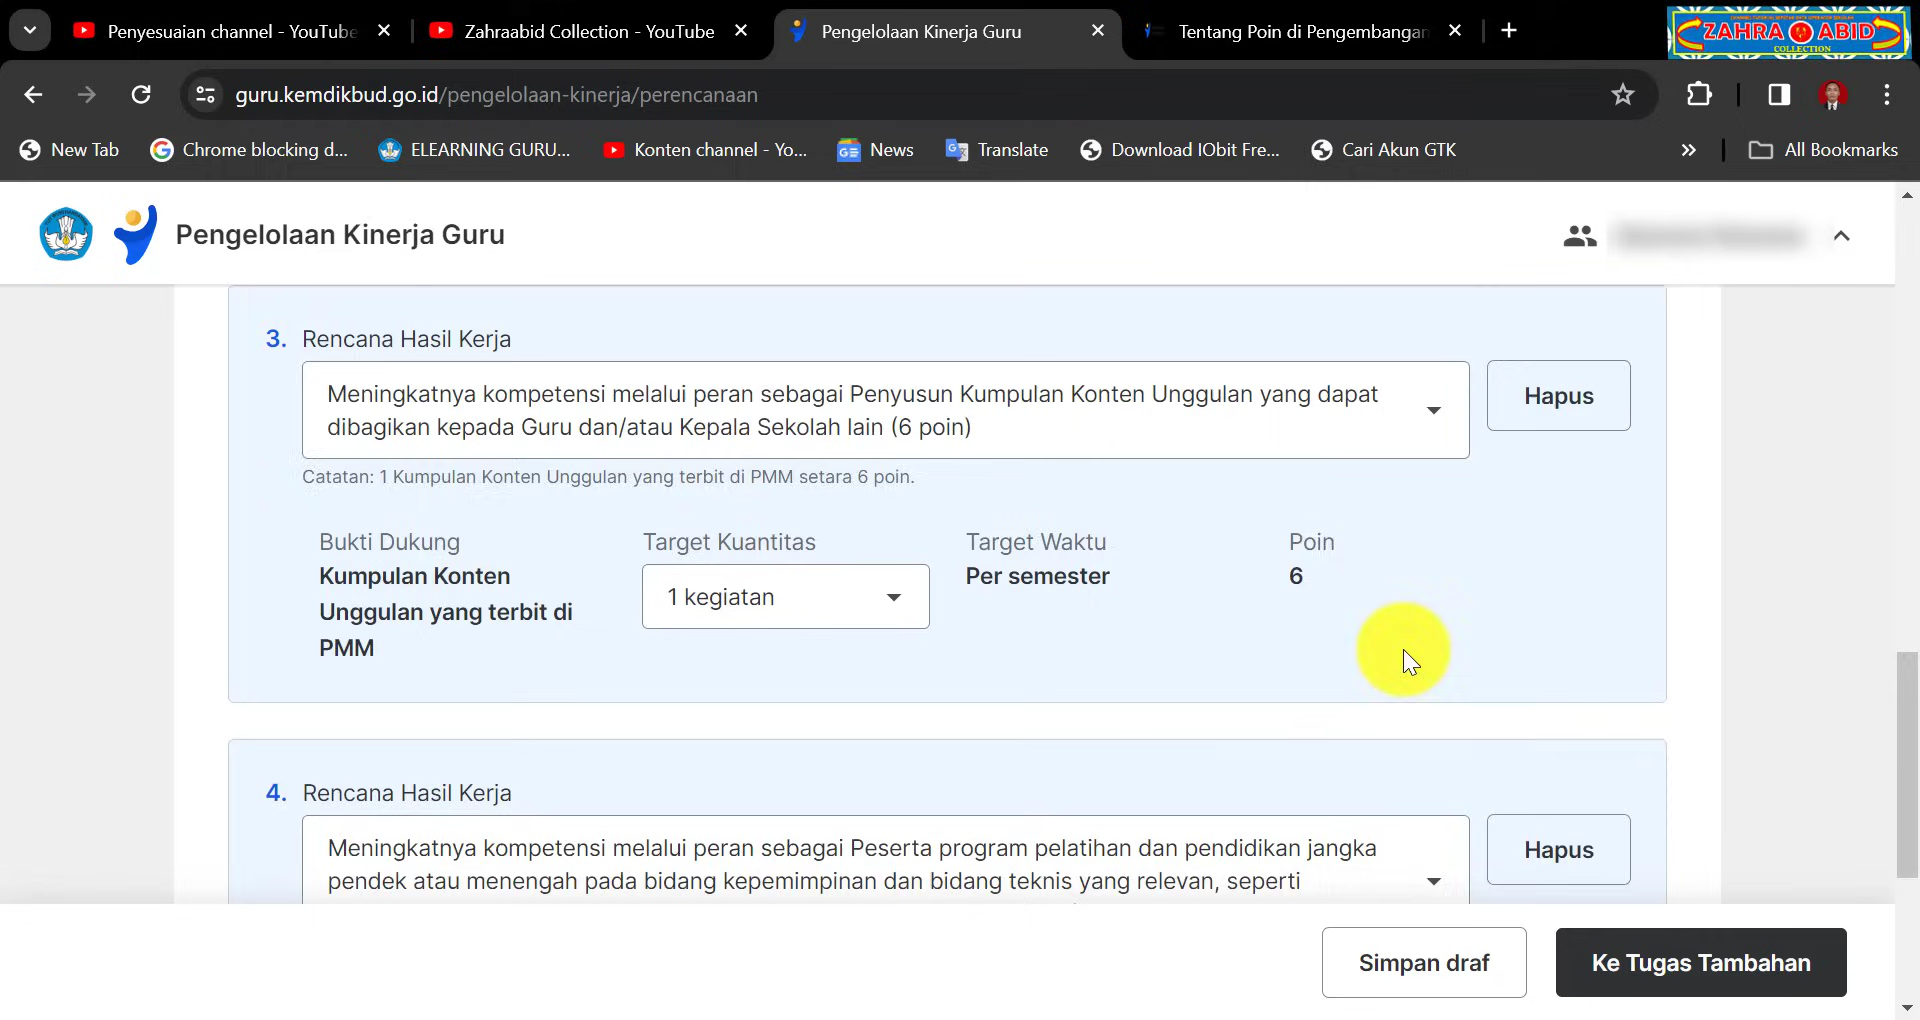 Penyesuaian channel - YouTube
Zahraabid Collection - YouTube
Pengelolaan Kinerja Guru
Tentang Poin di Pengembangan
ZAHRA ABID
COLLECTION
guru.kemdikbud.go.id/pengelolaan-kinerja/perencanaan
New Tab
Chrome blocking d...
ELEARNING GURU...
Konten channel - Yo...
News
Translate
Download IObit Fre...
Cari Akun GTK
All Bookmarks
Pengelolaan Kinerja Guru
3. Rencana Hasil Kerja
Meningkatnya kompetensi melalui peran sebagai Penyusun Kumpulan Konten Unggulan yang dapat
dibagikan kepada Guru dan/atau Kepala Sekolah lain (6 poin)
Hapus
Catatan: 1 Kumpulan Konten Unggulan yang terbit di PMM setara 6 poin.
Bukti Dukung
Kumpulan Konten
Unggulan yang terbit di
PMM
Target Kuantitas
1 kegiatan
Target Waktu
Per semester
Poin
6
4. Rencana Hasil Kerja
Meningkatnya kompetensi melalui peran sebagai Peserta program pelatihan dan pendidikan jangka
pendek atau menengah pada bidang kepemimpinan dan bidang teknis yang relevan, seperti
Hapus
Simpan draf
Ke Tugas Tambahan